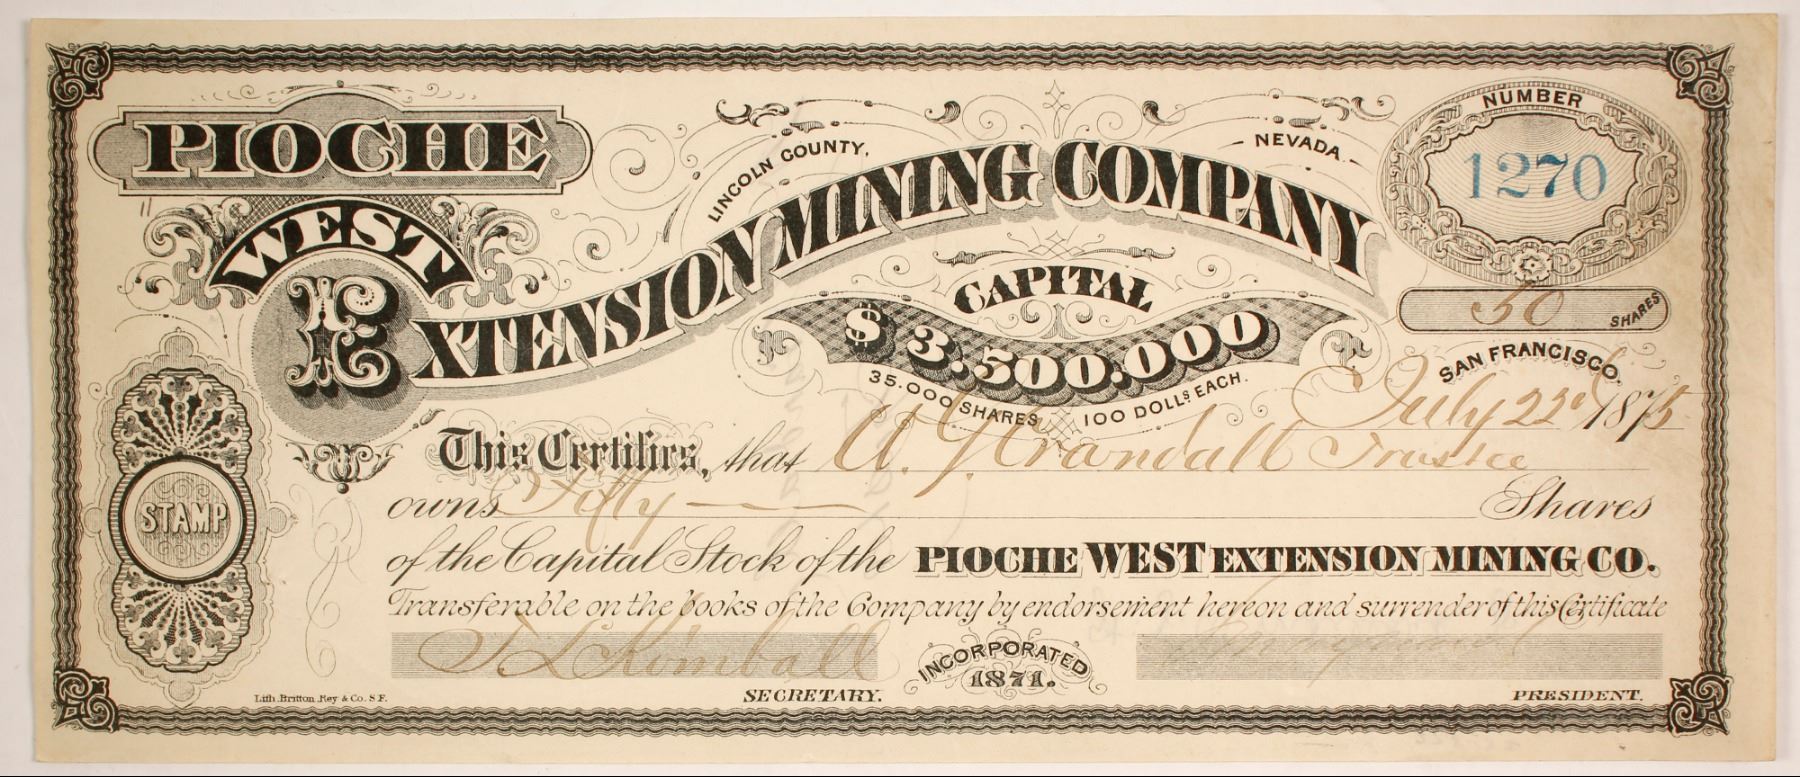 PIOCHE
WEST
EXTENSION MINING COMPANY
LINCOLN COUNTY,
NEVADA.
NUMBER
1270
CAPITAL
$3.500.000
35.000 SHARES 100 DOLLS EACH.
50 SHARES
SAN FRANCISCO,
July 22d 1875
This Certifies, that A. J. Crandall Trustee
owns Fifty Shares
of the Capital Stock of the PIOCHE WEST EXTENSION MINING CO.
Transferable on the books of the Company by endorsement hereon and surrender of this Certificate
STAMP
J L Kimball
INCORPORATED
1871.
Lith. Britton, Rey & Co. S.F.
SECRETARY.
PRESIDENT.